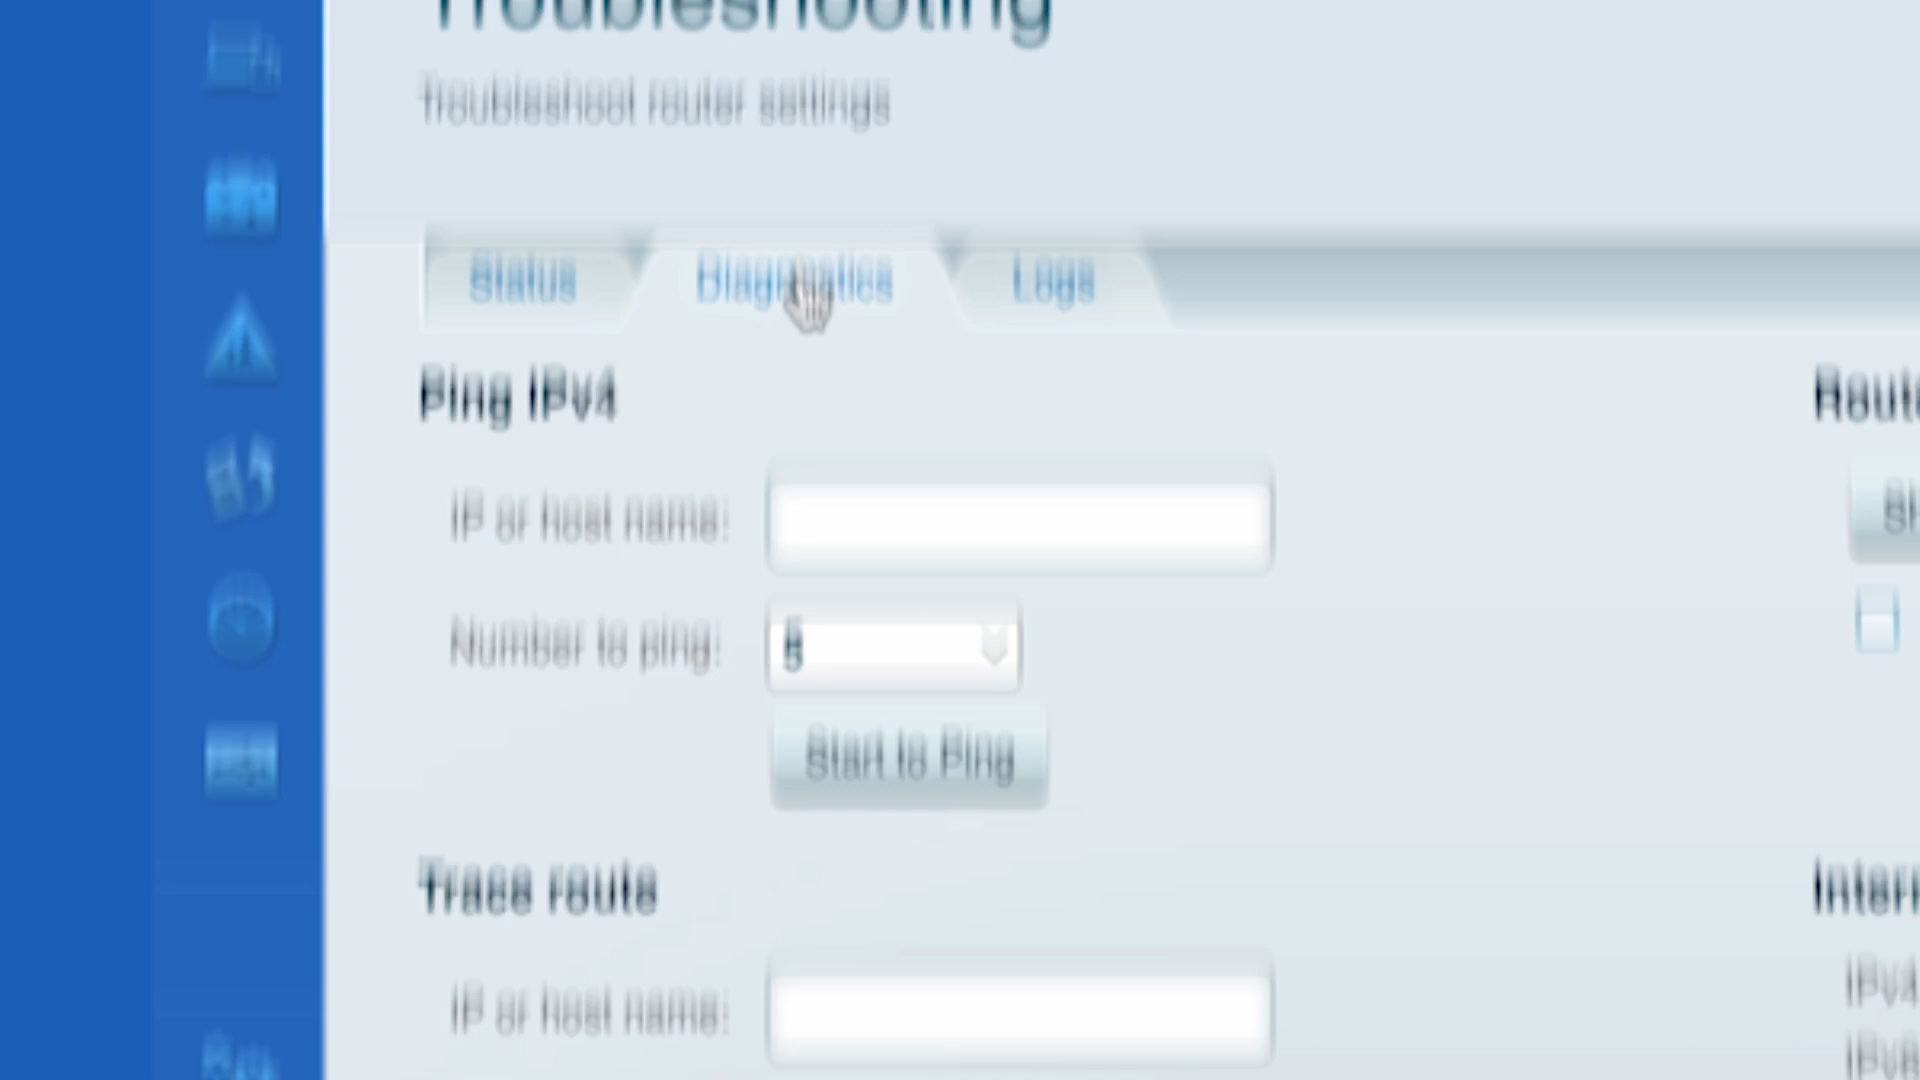 Troubleshooting
Troubleshoot router settings
Status Diagnostics Logs
Ping IPv4
IP or host name:
Number to ping: 5
Start to Ping
Trace route
IP or host name:
IPv4